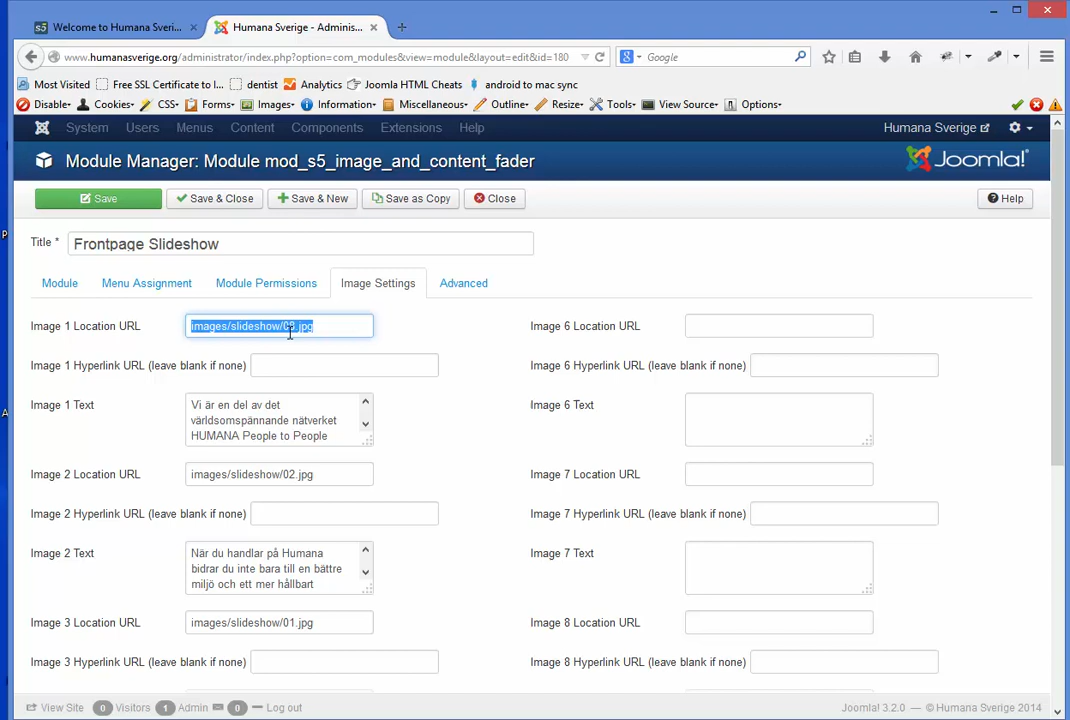 Welcome to Humana Sveri...
Humana Sverige - Adminis...
www.humanasverige.org/administrator/index.php?option=com_modules&view=module&layout=edit&id=180
Google
Most Visited
Free SSL Certificate to I...
dentist
Analytics
Joomla HTML Cheats
android to mac sync
Disable
Cookies
CSS
Forms
Images
Information
Miscellaneous
Outline
Resize
Tools
View Source
Options
System
Users
Menus
Content
Components
Extensions
Help
Humana Sverige
Module Manager: Module mod_s5_image_and_content_fader
Joomla!
Save
Save & Close
Save & New
Save as Copy
Close
Help
Title *
Frontpage Slideshow
Module
Menu Assignment
Module Permissions
Image Settings
Advanced
Image 1 Location URL
Image 6 Location URL
Image 1 Hyperlink URL (leave blank if none)
Image 6 Hyperlink URL (leave blank if none)
Image 1 Text
Vi är en del av det
världsomspännande nätverket
HUMANA People to People
Image 6 Text
Image 2 Location URL
images/slideshow/02.jpg
Image 7 Location URL
Image 2 Hyperlink URL (leave blank if none)
Image 7 Hyperlink URL (leave blank if none)
Image 2 Text
När du handlar på Humana
bidrar du inte bara till en bättre
miljö och ett mer hållbart
Image 7 Text
Image 3 Location URL
images/slideshow/01.jpg
Image 8 Location URL
Image 3 Hyperlink URL (leave blank if none)
Image 8 Hyperlink URL (leave blank if none)
View Site
0
Visitors
1
Admin
0
Log out
Joomla! 3.2.0 — © Humana Sverige 2014